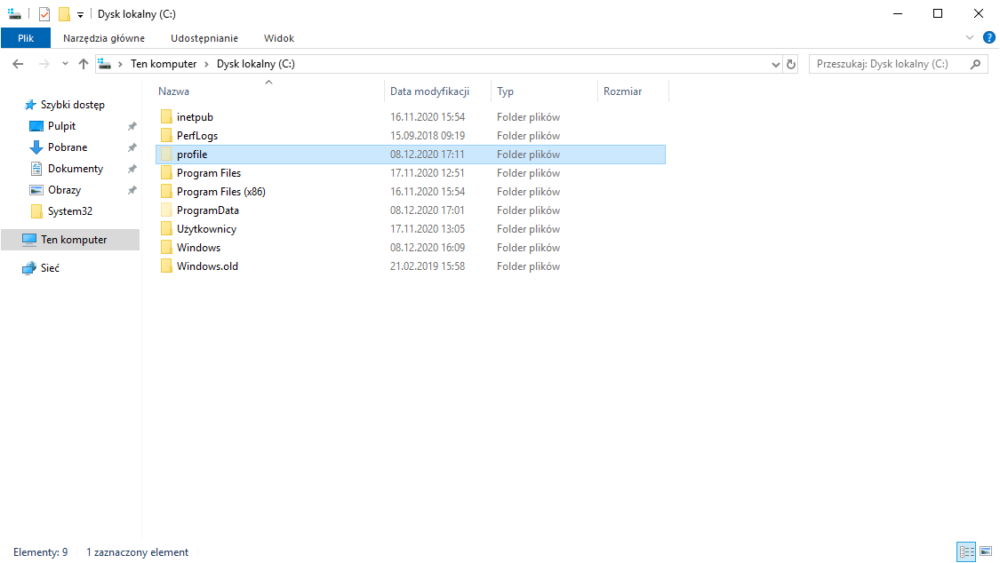 Dysk lokalny (C:)
Plik Narzędzia główne Udostępnianie Widok
Ten komputer Dysk lokalny (C:) Przeszukaj: Dysk lokalny (C:)
Szybki dostęp
Pulpit
Pobrane
Dokumenty
Obrazy
System32
Ten komputer
Sieć
Nazwa Data modyfikacji Typ Rozmiar
inetpub 16.11.2020 15:54 Folder plików
PerfLogs 15.09.2018 09:19 Folder plików
profile 08.12.2020 17:11 Folder plików
Program Files 17.11.2020 12:51 Folder plików
Program Files (x86) 16.11.2020 15:54 Folder plików
ProgramData 08.12.2020 17:01 Folder plików
Użytkownicy 17.11.2020 13:05 Folder plików
Windows 08.12.2020 16:09 Folder plików
Windows.old 21.02.2019 15:58 Folder plików
Elementy: 9 1 zaznaczony element